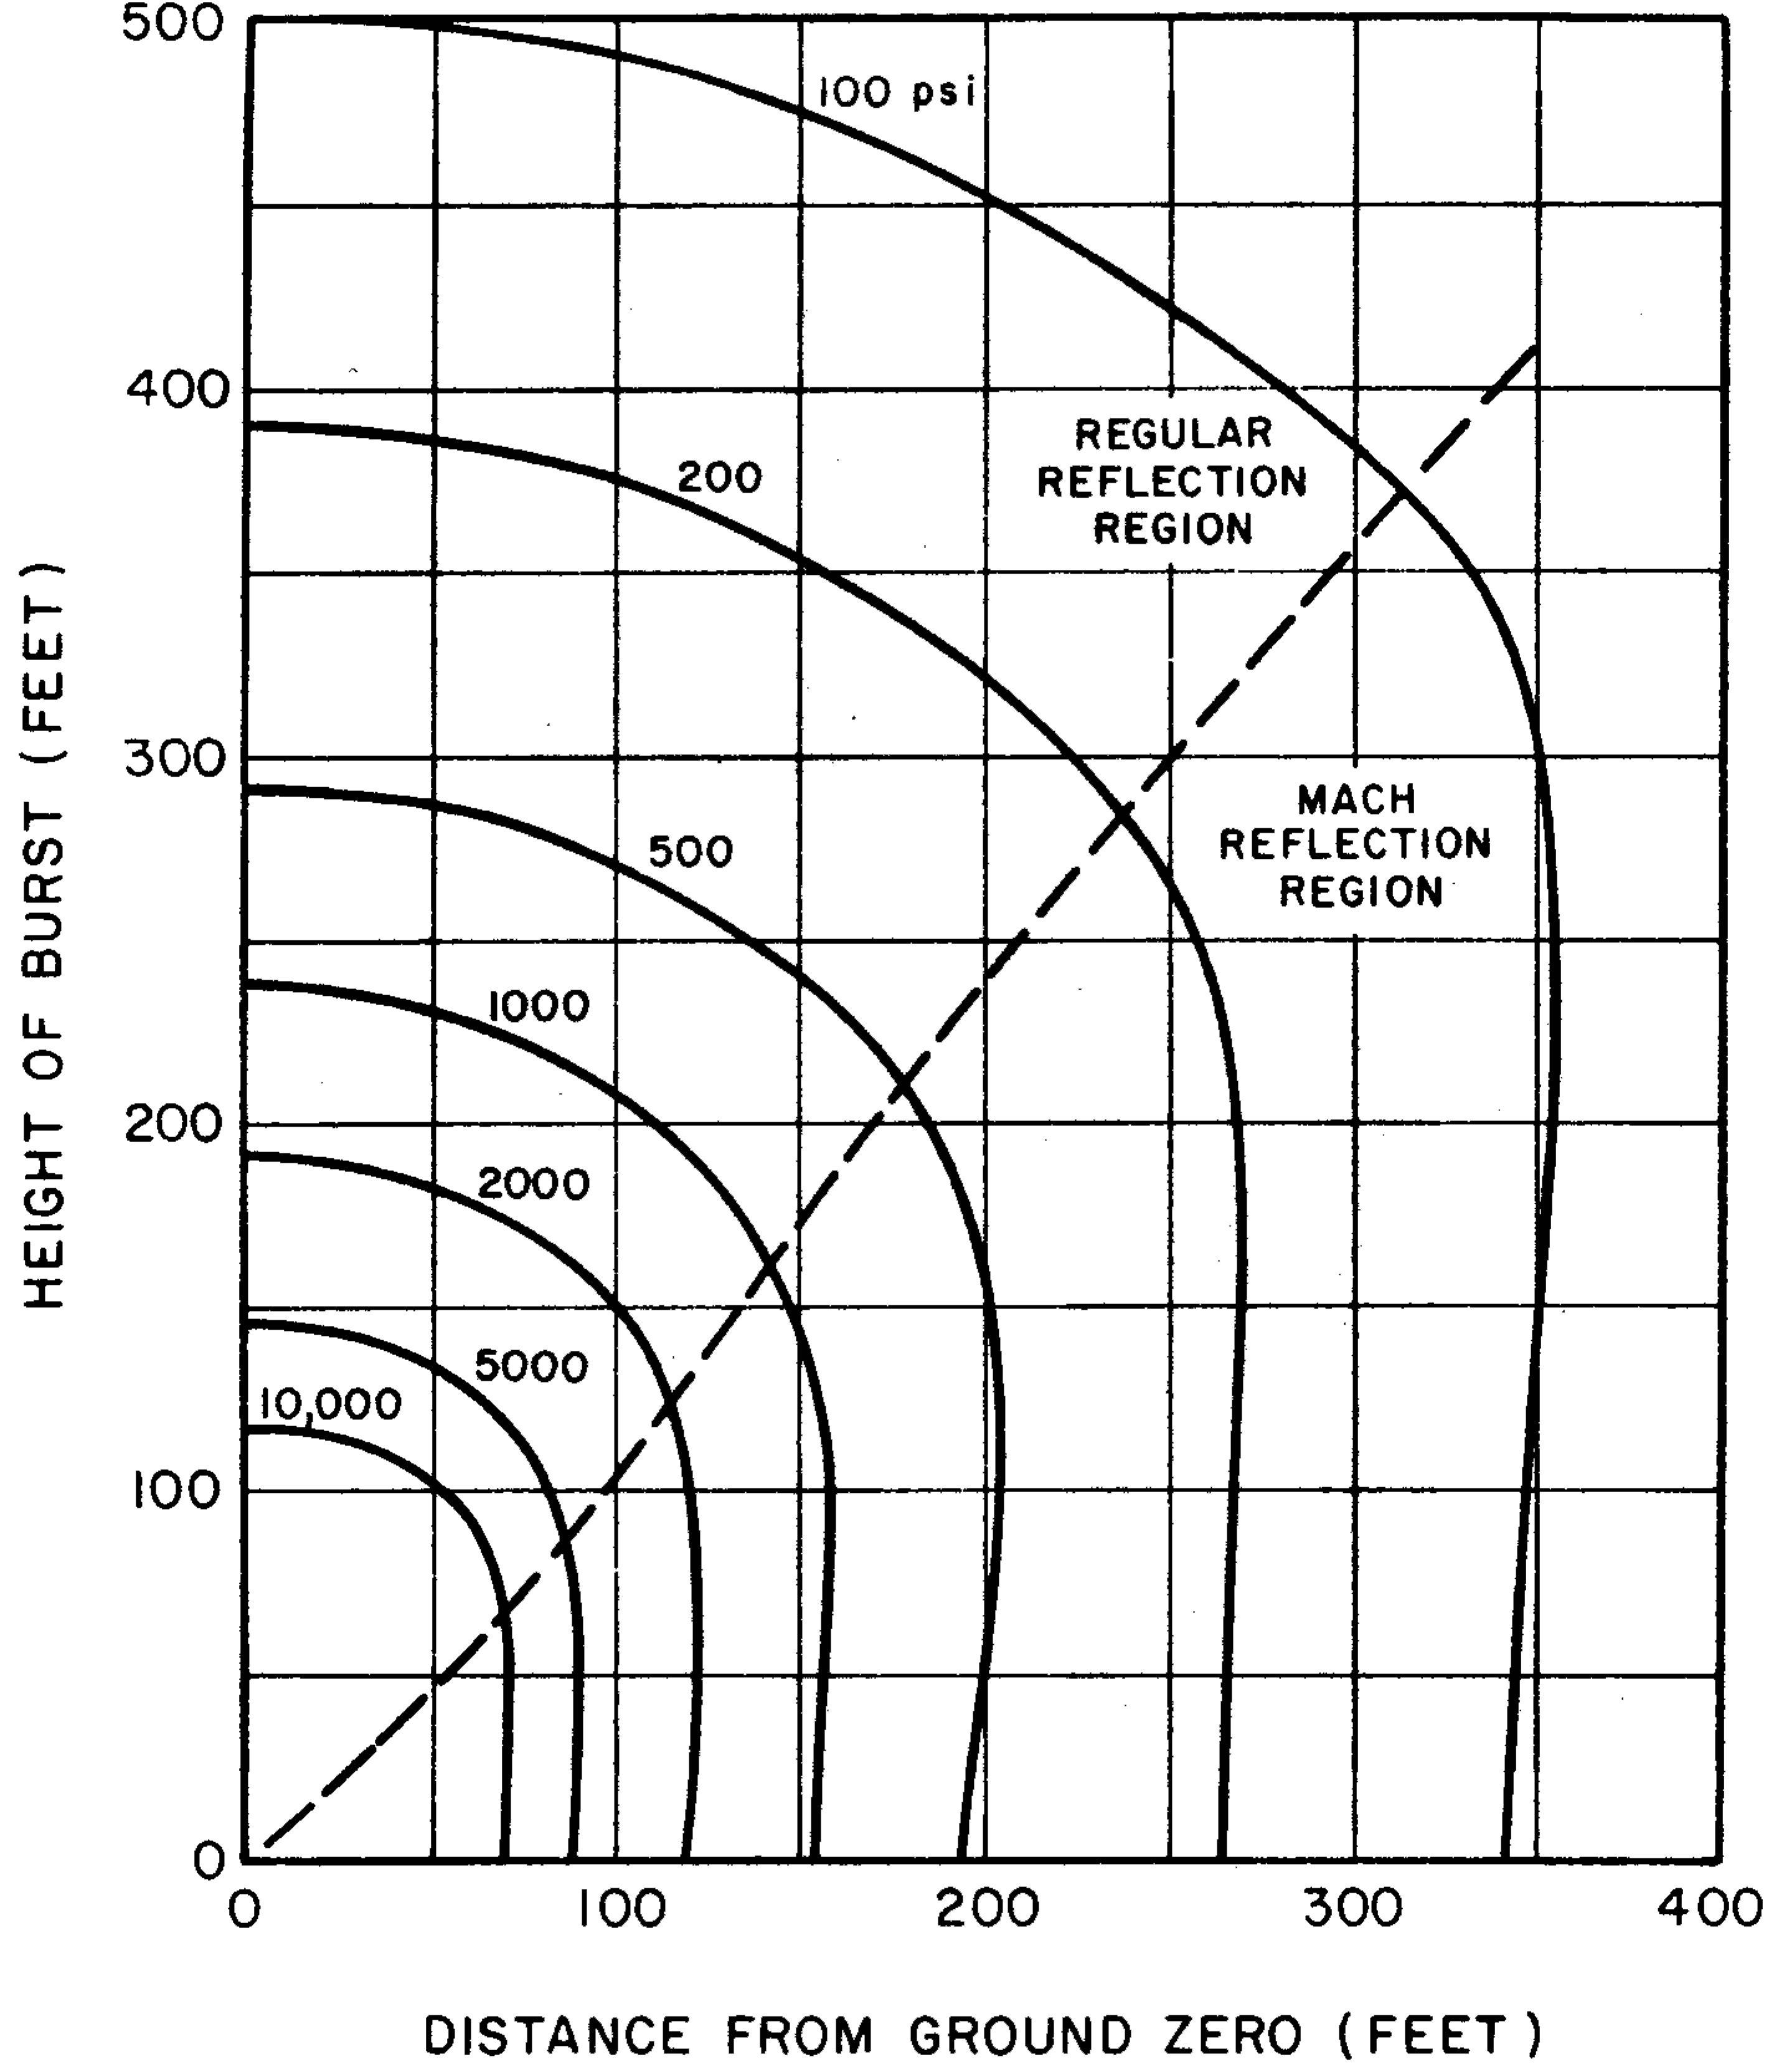 500
100 psi
400
REGULAR
REFLECTION
REGION
200
HEIGHT OF BURST (FEET)
300
MACH
REFLECTION
REGION
500
1000
200
2000
5000
10,000
100
0
0 100 200 300 400
DISTANCE FROM GROUND ZERO (FEET)